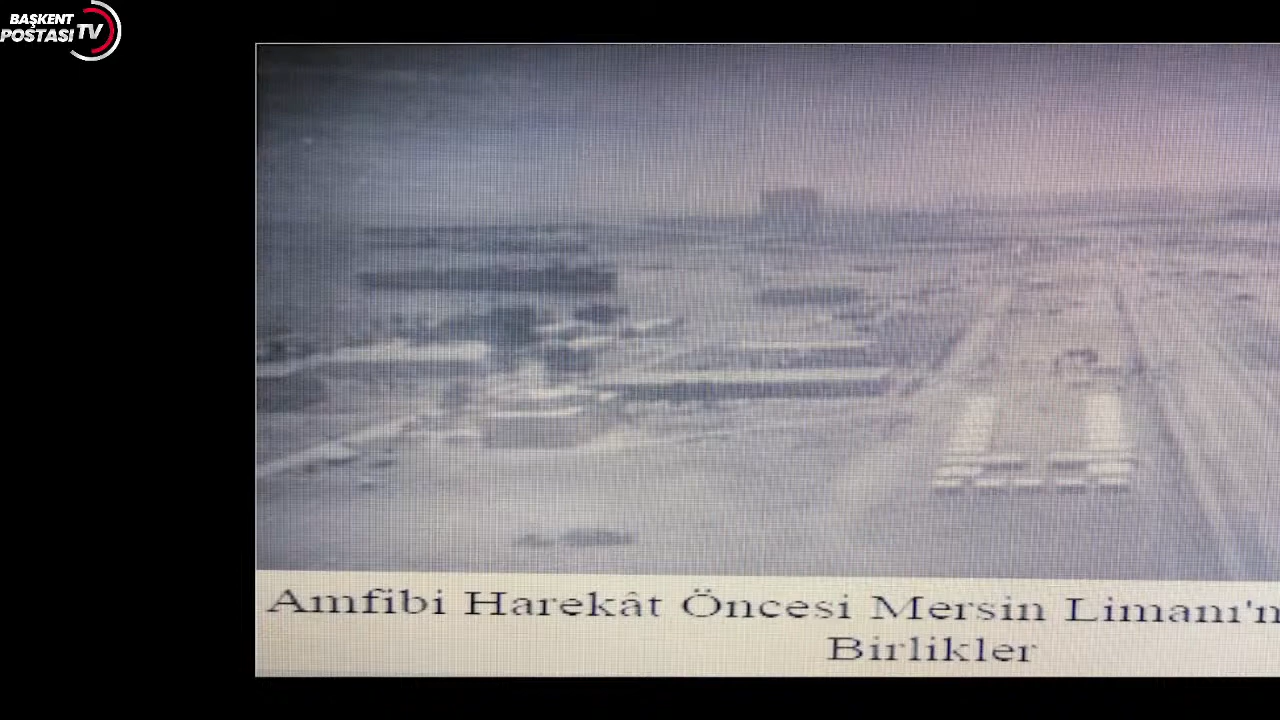 BAŞKENT
POSTASI TV
Amfibi Harekât Öncesi Mersin Limanı'n
Birlikler